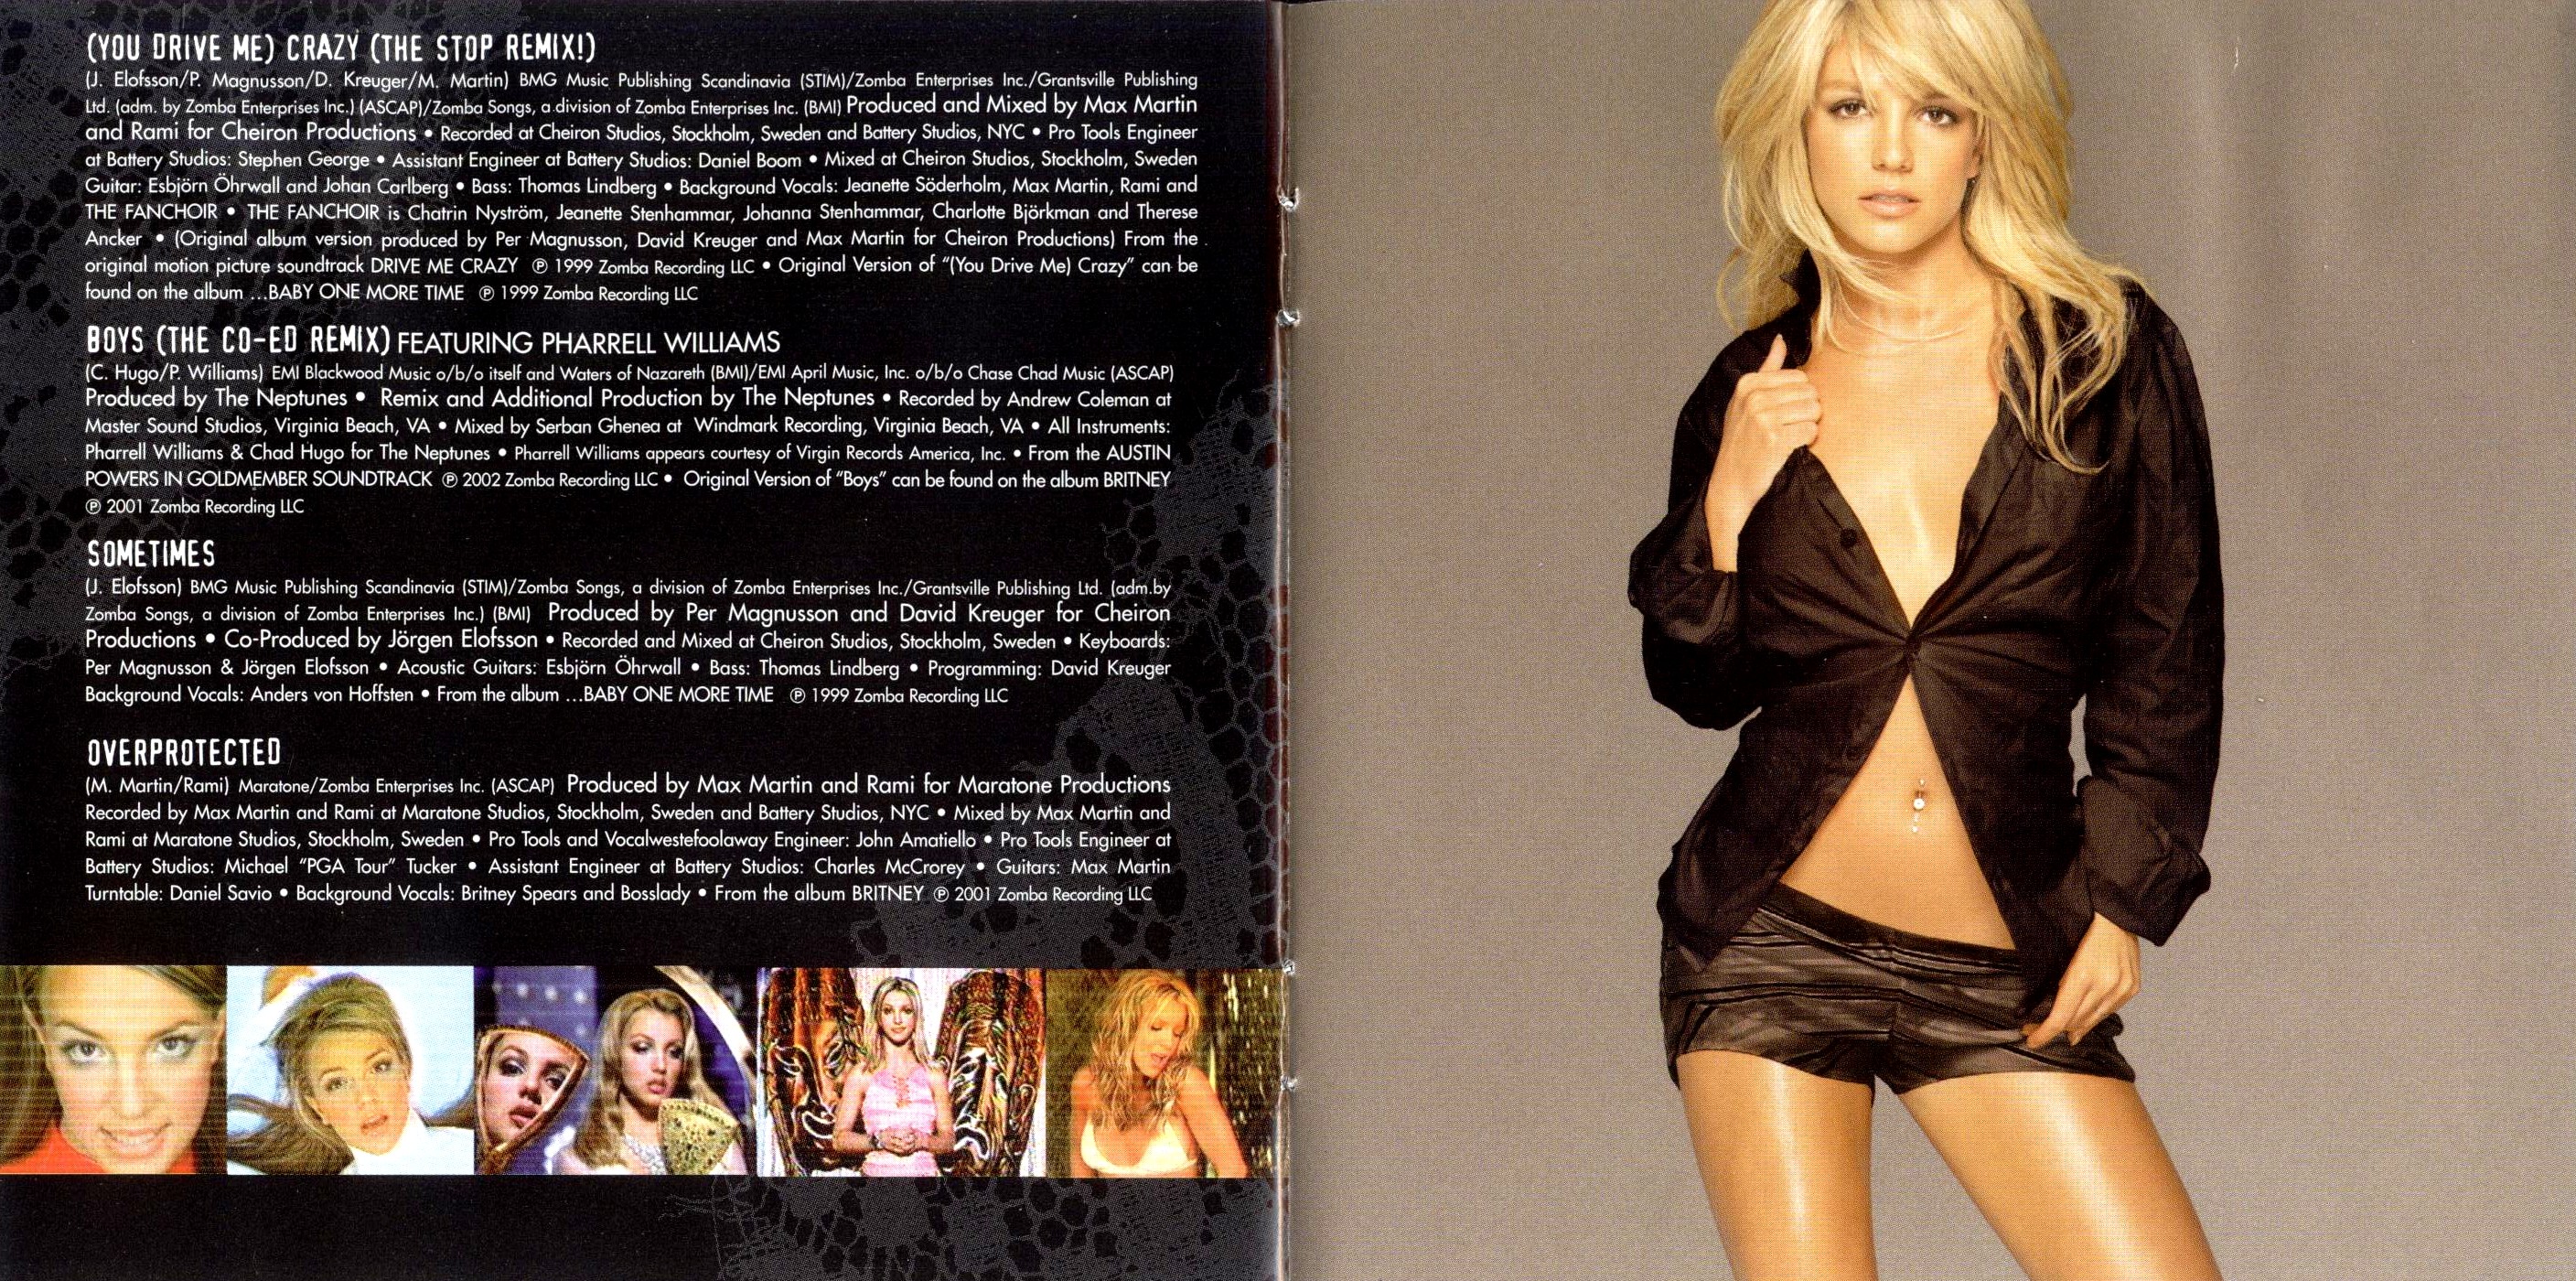 (YOU DRIVE ME) CRAZY (THE STOP REMIX!)
(J. Elofsson/P. Magnusson/D. Kreuger/M. Martin) BMG Music Publishing Scandinavia (STIM)/Zomba Enterprises Inc./Grantsville Publishing
Ltd. (adm. by Zomba Enterprises Inc.) (ASCAP)/Zomba Songs, a division of Zomba Enterprises Inc. (BMI) Produced and Mixed by Max Martin
and Rami for Cheiron Productions • Recorded at Cheiron Studios, Stockholm, Sweden and Battery Studios, NYC • Pro Tools Engineer
at Battery Studios: Stephen George • Assistant Engineer at Battery Studios: Daniel Boom • Mixed at Cheiron Studios, Stockholm, Sweden
Guitar: Esbjörn Öhrwall and Johan Carlberg • Bass: Thomas Lindberg • Background Vocals: Jeanette Söderholm, Max Martin, Rami and
THE FANCHOIR • THE FANCHOIR is Chatrin Nyström, Jeanette Stenhammar, Johanna Stenhammar, Charlotte Björkman and Therese
Ancker • (Original album version produced by Per Magnusson, David Kreuger and Max Martin for Cheiron Productions) From the
original motion picture soundtrack DRIVE ME CRAZY ℗ 1999 Zomba Recording LLC • Original Version of “(You Drive Me) Crazy” can be
found on the album ...BABY ONE MORE TIME ℗ 1999 Zomba Recording LLC
BOYS (THE CO-ED REMIX) FEATURING PHARRELL WILLIAMS
(C. Hugo/P. Williams) EMI Blackwood Music o/b/o itself and Waters of Nazareth (BMI)/EMI April Music, Inc. o/b/o Chase Chad Music (ASCAP)
Produced by The Neptunes • Remix and Additional Production by The Neptunes • Recorded by Andrew Coleman at
Master Sound Studios, Virginia Beach, VA • Mixed by Serban Ghenea at Windmark Recording, Virginia Beach, VA • All Instruments:
Pharrell Williams & Chad Hugo for The Neptunes • Pharrell Williams appears courtesy of Virgin Records America, Inc. • From the AUSTIN
POWERS IN GOLDMEMBER SOUNDTRACK ℗ 2002 Zomba Recording LLC • Original Version of “Boys” can be found on the album BRITNEY
℗ 2001 Zomba Recording LLC
SOMETIMES
(J. Elofsson) BMG Music Publishing Scandinavia (STIM)/Zomba Songs, a division of Zomba Enterprises Inc./Grantsville Publishing Ltd. (adm.by
Zomba Songs, a division of Zomba Enterprises Inc.) (BMI) Produced by Per Magnusson and David Kreuger for Cheiron
Productions • Co-Produced by Jörgen Elofsson • Recorded and Mixed at Cheiron Studios, Stockholm, Sweden • Keyboards:
Per Magnusson & Jörgen Elofsson • Acoustic Guitars: Esbjörn Öhrwall • Bass: Thomas Lindberg • Programming: David Kreuger
Background Vocals: Anders von Hoffsten • From the album ...BABY ONE MORE TIME ℗ 1999 Zomba Recording LLC
OVERPROTECTED
(M. Martin/Rami) Maratone/Zomba Enterprises Inc. (ASCAP) Produced by Max Martin and Rami for Maratone Productions
Recorded by Max Martin and Rami at Maratone Studios, Stockholm, Sweden and Battery Studios, NYC • Mixed by Max Martin and
Rami at Maratone Studios, Stockholm, Sweden • Pro Tools and Vocalwestefoolaway Engineer: John Amatiello • Pro Tools Engineer at
Battery Studios: Michael “PGA Tour” Tucker • Assistant Engineer at Battery Studios: Charles McCrorey • Guitars: Max Martin
Turntable: Daniel Savio • Background Vocals: Britney Spears and Bosslady • From the album BRITNEY ℗ 2001 Zomba Recording LLC